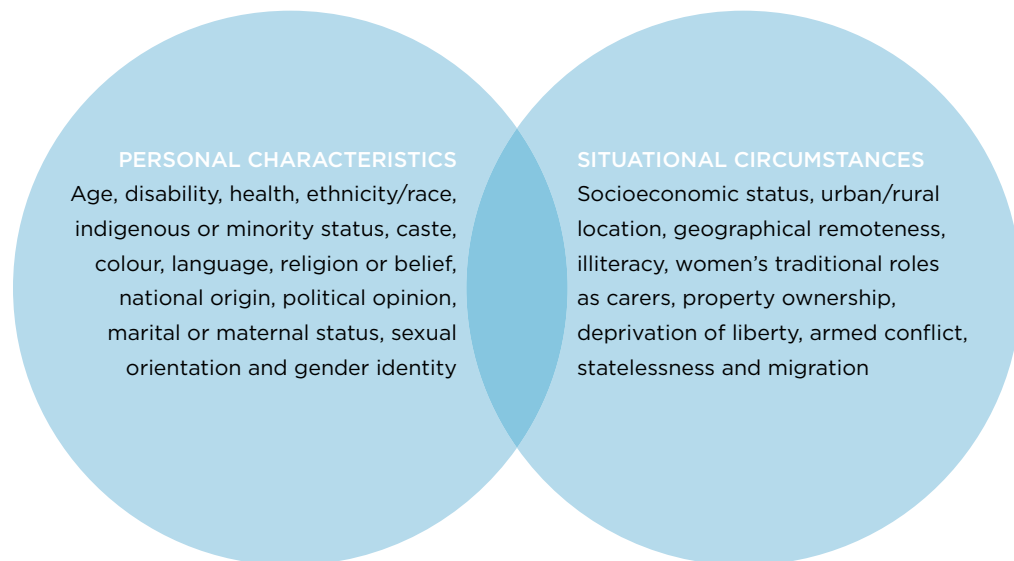 PERSONAL CHARACTERISTICS
Age, disability, health, ethnicity/race,
indigenous or minority status, caste,
colour, language, religion or belief,
national origin, political opinion,
marital or maternal status, sexual
orientation and gender identity
SITUATIONAL CIRCUMSTANCES
Socioeconomic status, urban/rural
location, geographical remoteness,
illiteracy, women’s traditional roles
as carers, property ownership,
deprivation of liberty, armed conflict,
statelessness and migration